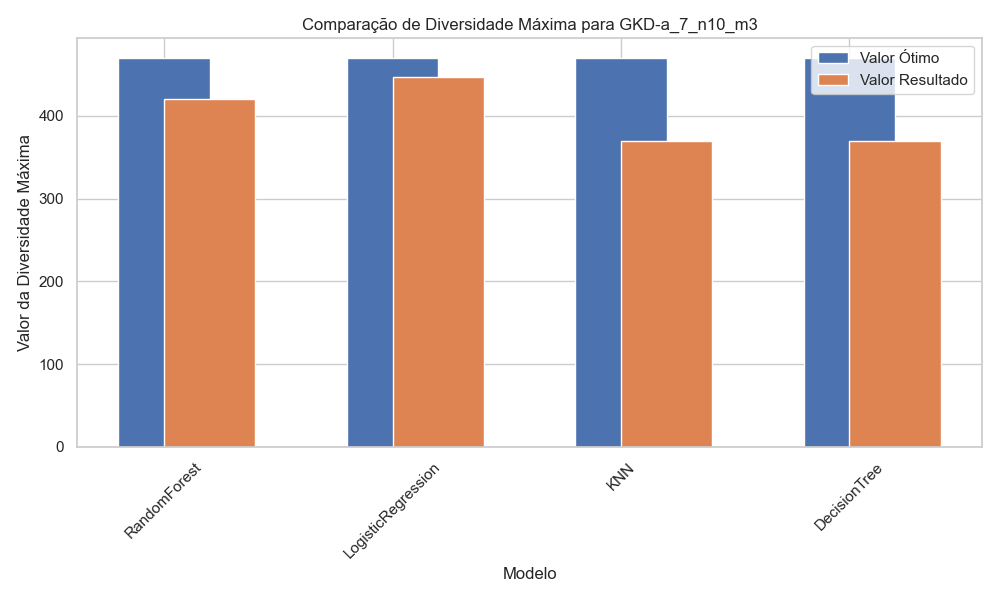 Comparação de Diversidade Máxima para GKD-a_7_n10_m3
Valor Ótimo
Valor Resultado
Valor da Diversidade Máxima
400
300
200
100
0
RandomForest
LogisticRegression
KNN
DecisionTree
Modelo